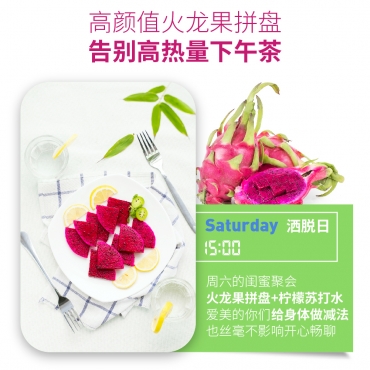 高颜值火龙果拼盘
告别高热量下午茶
Saturday 洒脱日
15:00
周六的闺蜜聚会
火龙果拼盘+柠檬苏打水
爱美的你们给身体做减法
也丝毫不影响开心畅聊